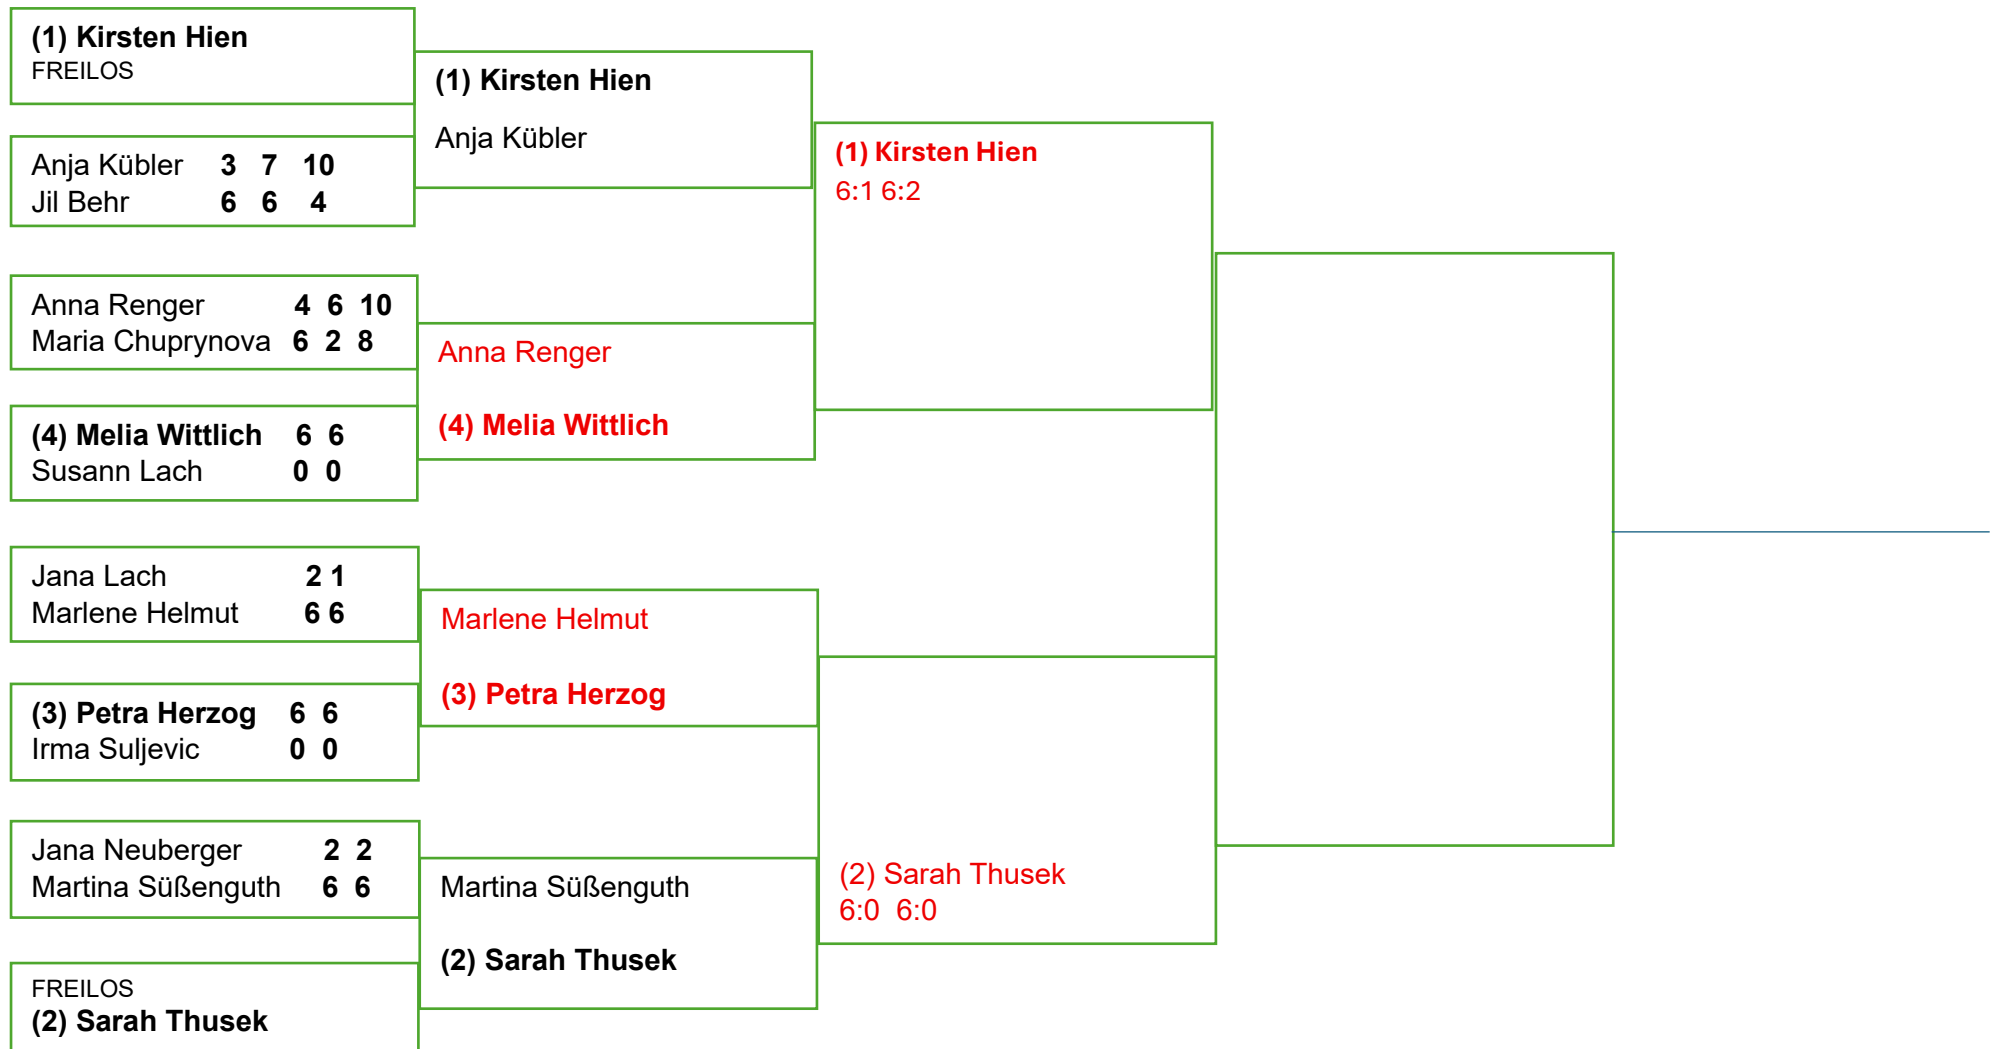 (1) Kirsten Hien
FREILOS
Anja Kübler 3 7 10
Jil Behr 6 6 4
Anna Renger 4 6 10
Maria Chuprynova 6 2 8
(4) Melia Wittlich 6 6
Susann Lach 0 0
Jana Lach 2 1
Marlene Helmut 6 6
(3) Petra Herzog 6 6
Irma Suljevic 0 0
Jana Neuberger 2 2
Martina Süßenguth 6 6
FREILOS
(2) Sarah Thusek
(1) Kirsten Hien
Anja Kübler
Anna Renger
(4) Melia Wittlich
Marlene Helmut
(3) Petra Herzog
Martina Süßenguth
(2) Sarah Thusek
(1) Kirsten Hien
6:1 6:2
(2) Sarah Thusek
6:0 6:0